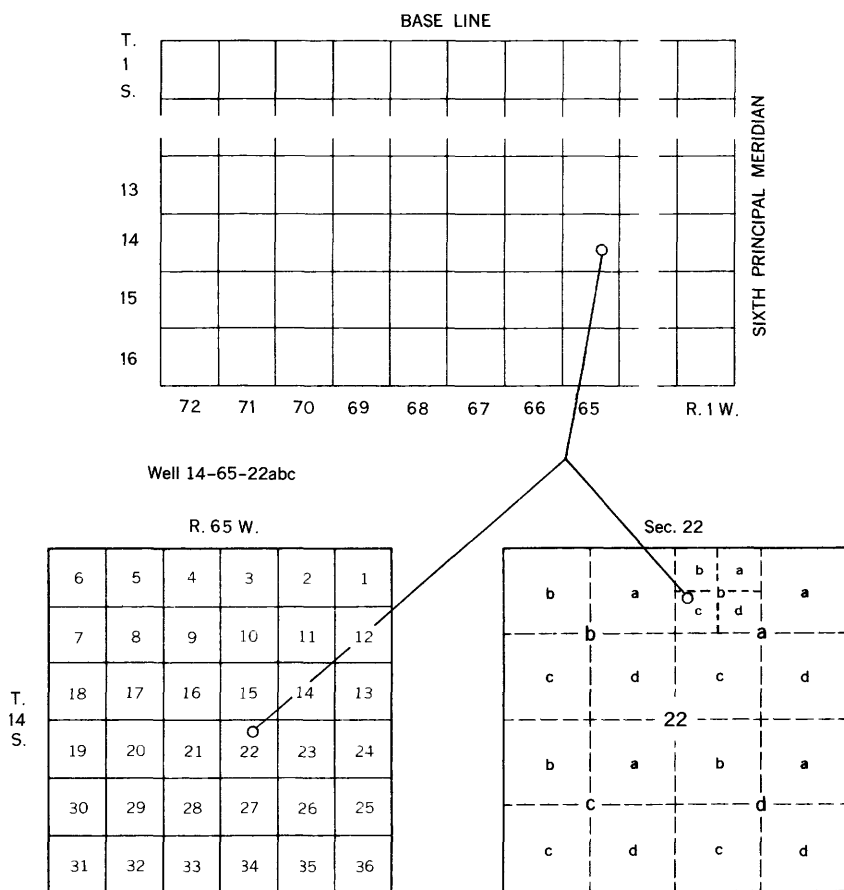 BASE LINE
T.
1
S.
13
14
15
16
72 71 70 69 68 67 66 65 R. 1 W.
SIXTH PRINCIPAL MERIDIAN
Well 14-65-22abc
R. 65 W.
6 5 4 3 2 1
7 8 9 10 11 12
18 17 16 15 14 13
T.
14
S.
19 20 21 22 23 24
30 29 28 27 26 25
31 32 33 34 35 36
Sec. 22
b a
b a b a
c d
b a
c d c d
22
b a b a
c d
c d c d